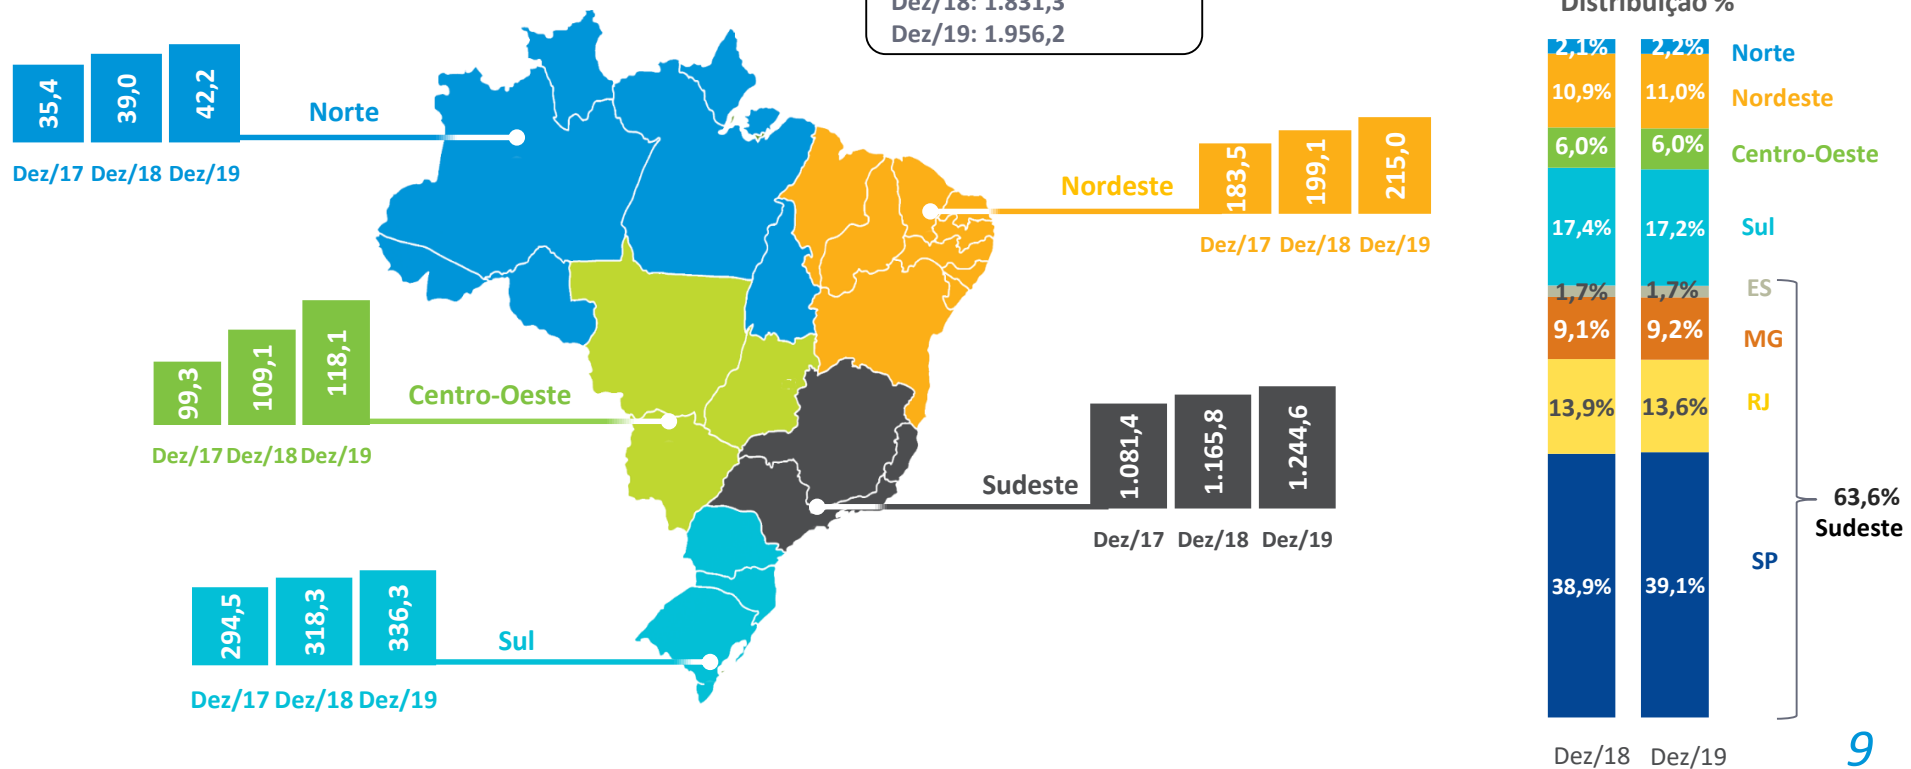 Dez/18: 1.831,3
Dez/19: 1.956,2
Distribuição %
35,4 39,0 42,2
Norte
Dez/17 Dez/18 Dez/19
183,5 199,1 215,0
Nordeste
Dez/17 Dez/18 Dez/19
99,3 109,1 118,1
Centro-Oeste
Dez/17 Dez/18 Dez/19
1.081,4 1.165,8 1.244,6
Sudeste
Dez/17 Dez/18 Dez/19
294,5 318,3 336,3
Sul
Dez/17 Dez/18 Dez/19
2,1% 2,2% Norte
10,9% 11,0% Nordeste
6,0% 6,0% Centro-Oeste
17,4% 17,2% Sul
1,7% 1,7% ES
9,1% 9,2% MG
13,9% 13,6% RJ
63,6%
Sudeste
38,9% 39,1% SP
Dez/18 Dez/19
9